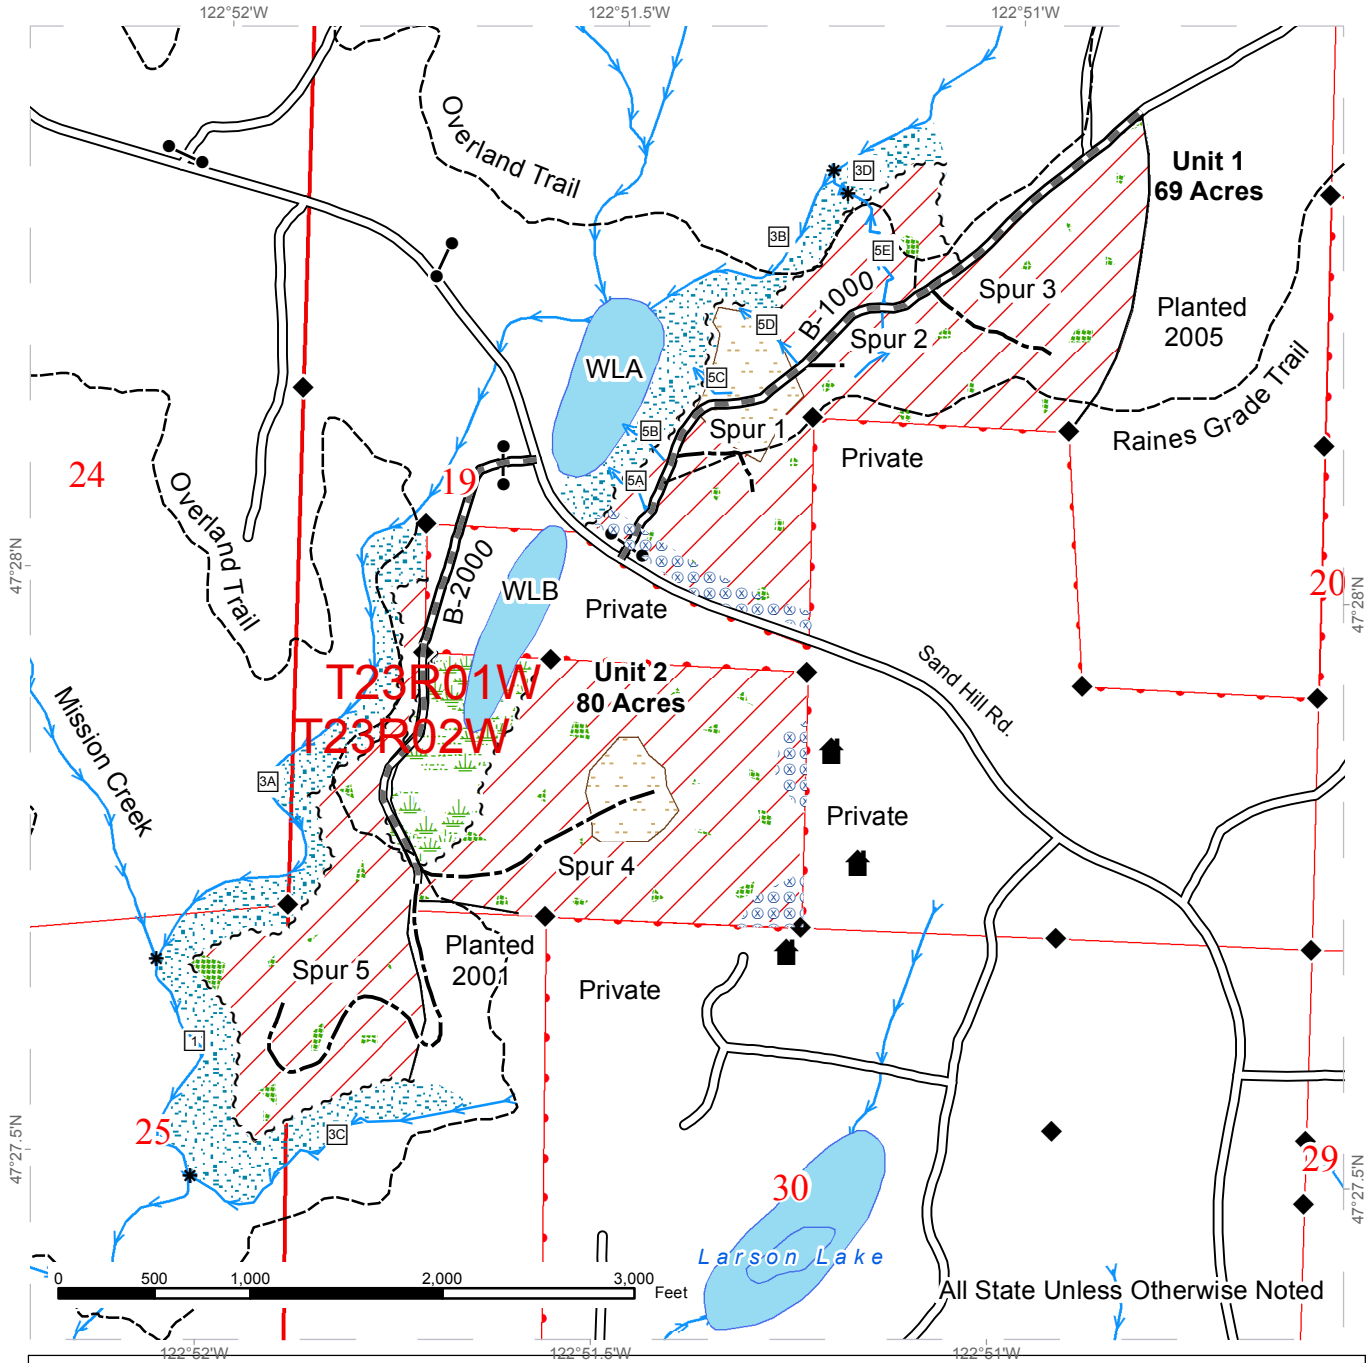 122°52'W
122°51.5'W
122°51'W
Overland Trail
3D
Unit 1
69 Acres
3B
5E
B-1000
Spur 3
Planted
2005
5D
Spur 2
WLA
5C
Raines Grade Trail
5B
Spur 1
Private
24
19
5A
Overland Trail
47°28'N
B-2000
WLB
Private
20
47°28'N
Sand Hill Rd.
T23R01W
Unit 2
80 Acres
T23R02W
Mission Creek
3A
Private
Spur 4
Planted
2001
Spur 5
Private
1
25
3C
47°27.5'N
30
29
47°27.5'N
Larson Lake
0
500
1,000
2,000
3,000
Feet
All State Unless Otherwise Noted
122°52'W
122°51.5'W
122°51'W